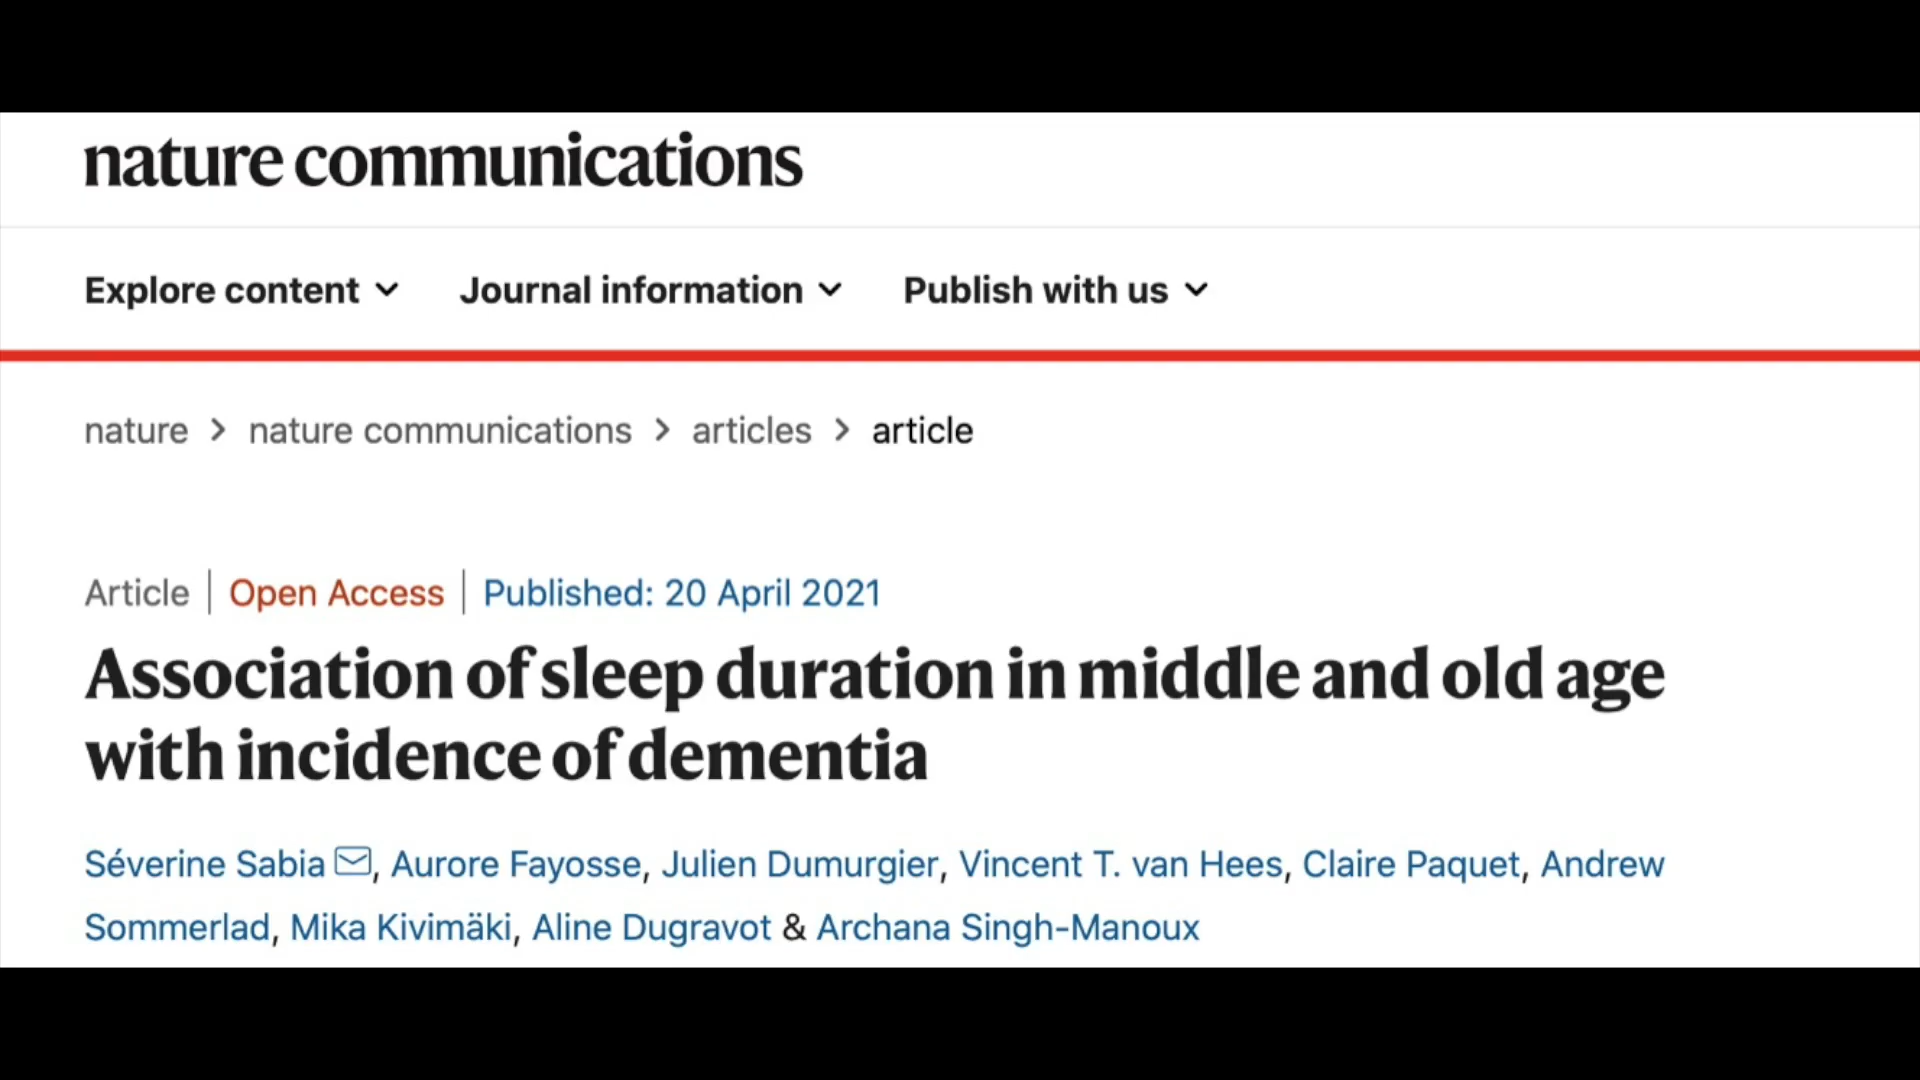 nature communications
Explore content Journal information Publish with us
nature > nature communications > articles > article
Article | Open Access | Published: 20 April 2021
Association of sleep duration in middle and old age
with incidence of dementia
Séverine Sabia, Aurore Fayosse, Julien Dumurgier, Vincent T. van Hees, Claire Paquet, Andrew
Sommerlad, Mika Kivimäki, Aline Dugravot & Archana Singh-Manoux